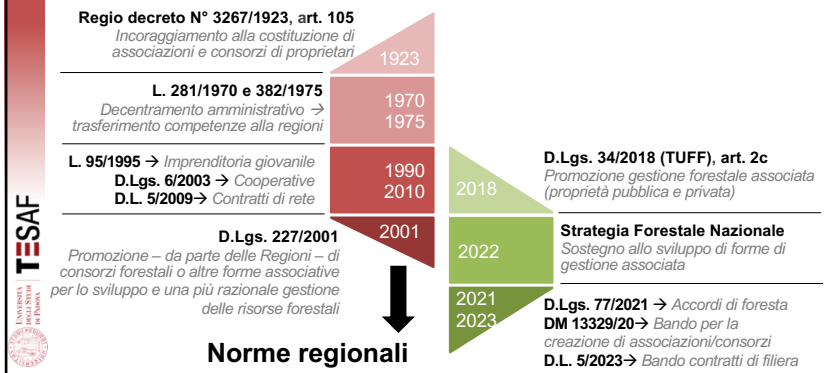 Regio decreto N° 3267/1923, art. 105
Incoraggiamento alla costituzione di
associazioni e consorzi di proprietari
1923
L. 281/1970 e 382/1975
Decentramento amministrativo →
trasferimento competenze alla regioni
1970
1975
L. 95/1995 → Imprenditoria giovanile
D.Lgs. 6/2003 → Cooperative
D.L. 5/2009→ Contratti di rete
1990
2010
D.Lgs. 227/2001
Promozione – da parte delle Regioni – di
consorzi forestali o altre forme associative
per lo sviluppo e una più razionale gestione
delle risorse forestali
2001
Norme regionali
2018
D.Lgs. 34/2018 (TUFF), art. 2c
Promozione gestione forestale associata
(proprietà pubblica e privata)
2022
Strategia Forestale Nazionale
Sostegno allo sviluppo di forme di
gestione associata
2021
2023
D.Lgs. 77/2021 → Accordi di foresta
DM 13329/20→ Bando per la
creazione di associazioni/consorzi
D.L. 5/2023→ Bando contratti di filiera
TESAF
UNIVERSITÀ
DEGLI STUDI
DI PADOVA